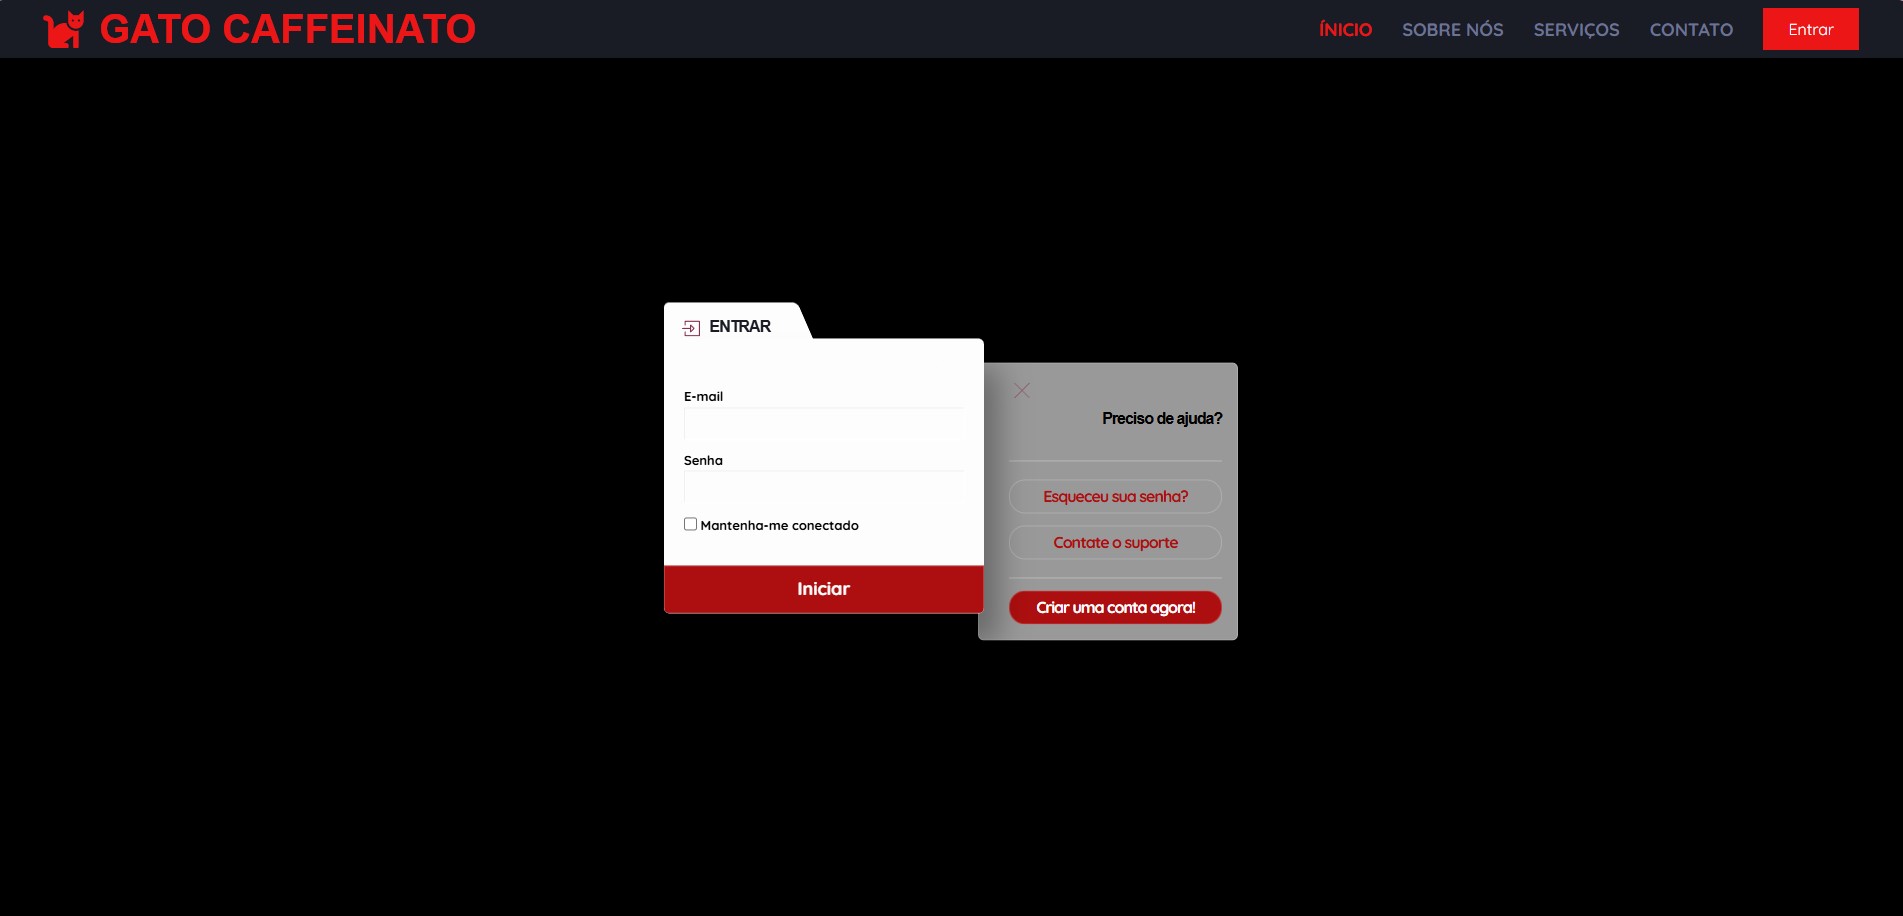 GATO CAFFEINATO
ÍNICIO
SOBRE NÓS
SERVIÇOS
CONTATO
Entrar
ENTRAR
E-mail
Senha
Mantenha-me conectado
Iniciar
Preciso de ajuda?
Esqueceu sua senha?
Contate o suporte
Criar uma conta agora!